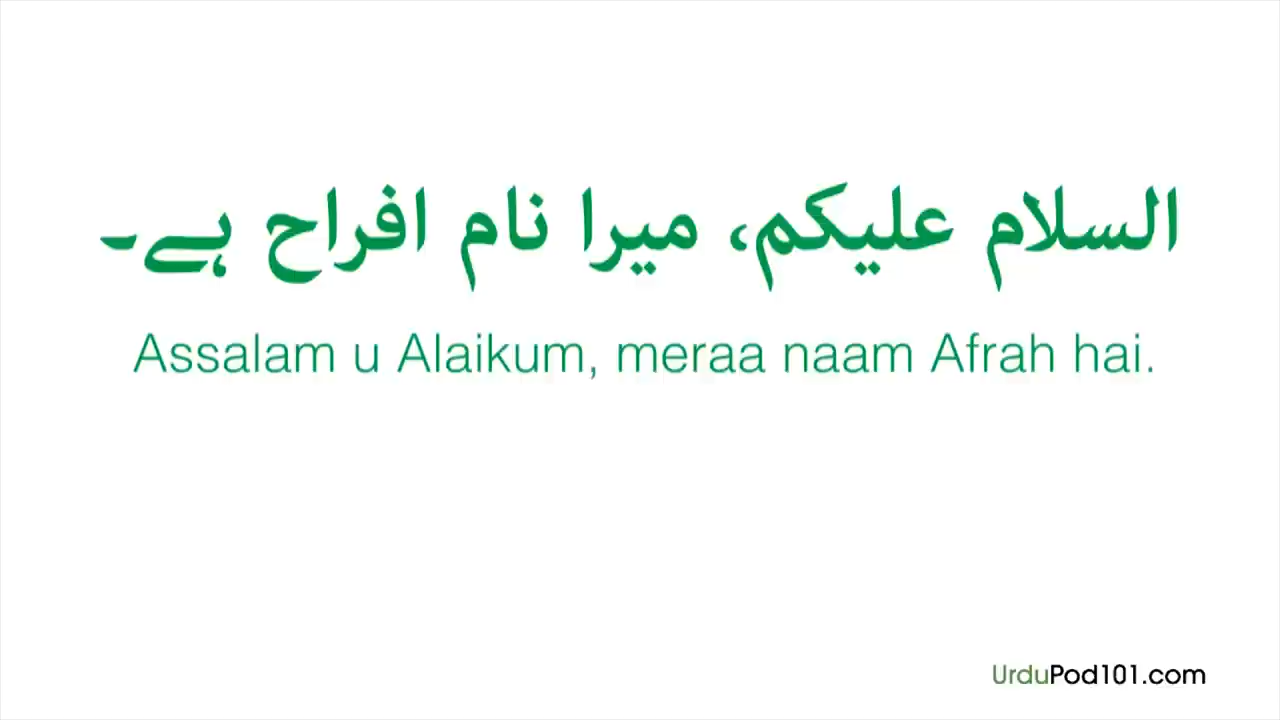 السلام علیکم، میرا نام افراح ہے۔
Assalam u Alaikum, meraa naam Afrah hai.
UrduPod101.com